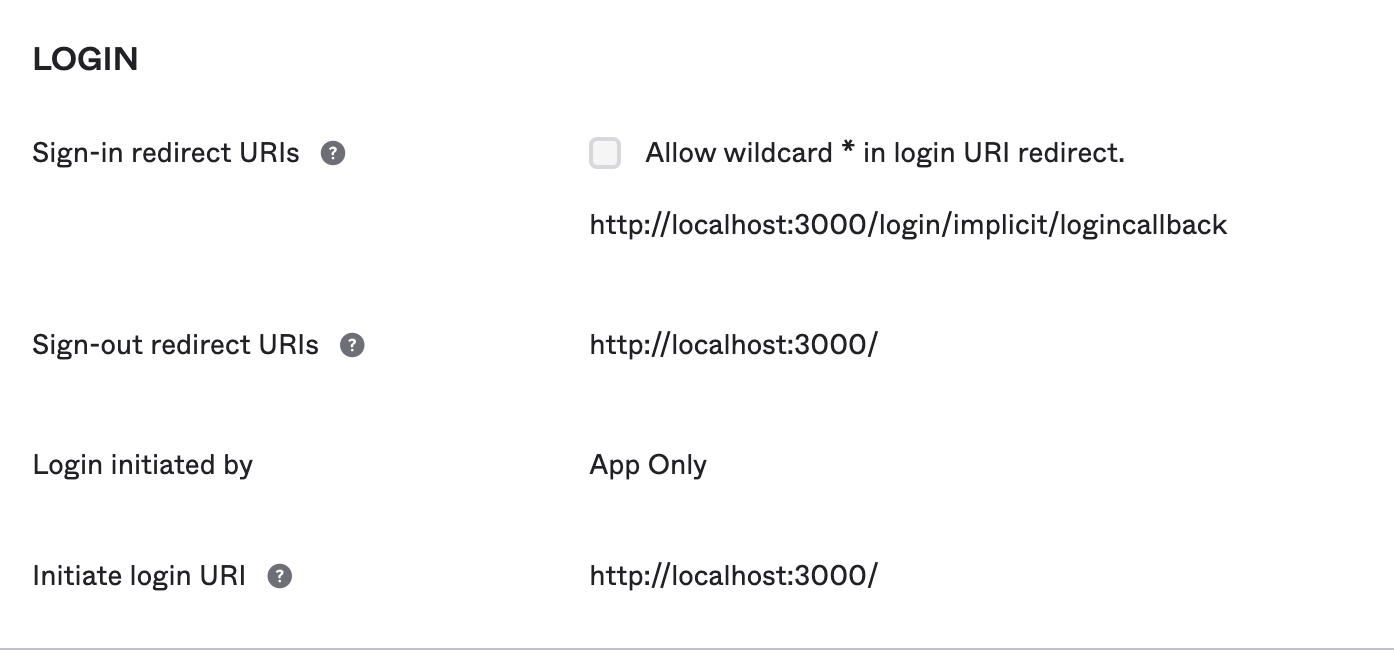 LOGIN
Sign-in redirect URIs ?
Allow wildcard * in login URI redirect.
http://localhost:3000/login/implicit/logincallback
Sign-out redirect URIs ?
http://localhost:3000/
Login initiated by
App Only
Initiate login URI ?
http://localhost:3000/